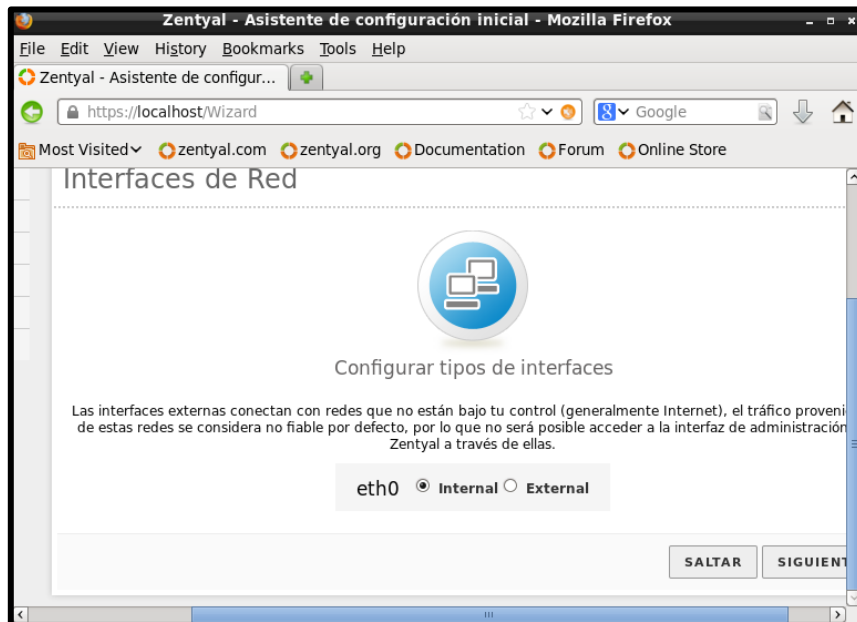 Zentyal - Asistente de configuración inicial - Mozilla Firefox
File Edit View History Bookmarks Tools Help
Zentyal - Asistente de configur...
https://localhost/Wizard
8 Google
Most Visited zentyal.com zentyal.org Documentation Forum Online Store
Interfaces de Red
Configurar tipos de interfaces
Las interfaces externas conectan con redes que no están bajo tu control (generalmente Internet), el tráfico proveni
de estas redes se considera no fiable por defecto, por lo que no será posible acceder a la interfaz de administración
Zentyal a través de ellas.
eth0 Internal External
SALTAR SIGUIENT